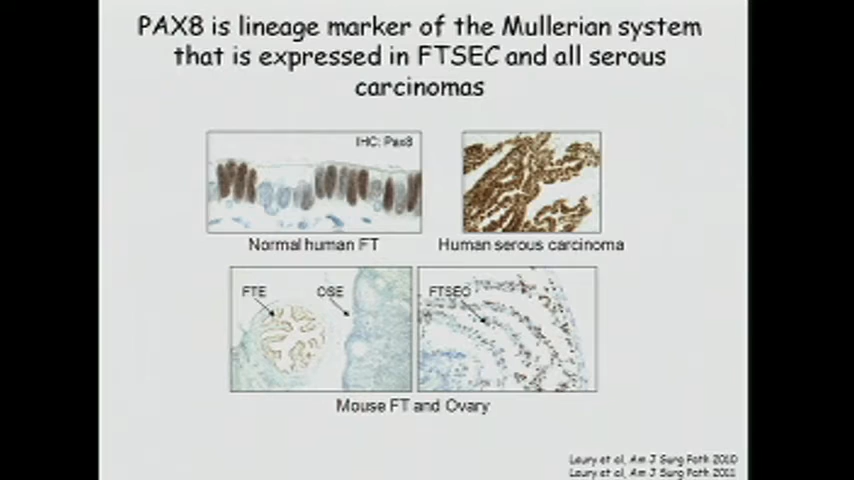 PAX8 is lineage marker of the Mullerian system
that is expressed in FTSEC and all serous
carcinomas
IHC: Pax8
Normal human FT
Human serous carcinoma
FTE
OSE
FTSEC
Mouse FT and Ovary
Laury et al, Am J Surg Path 2010
Laury et al, Am J Surg Path 2011